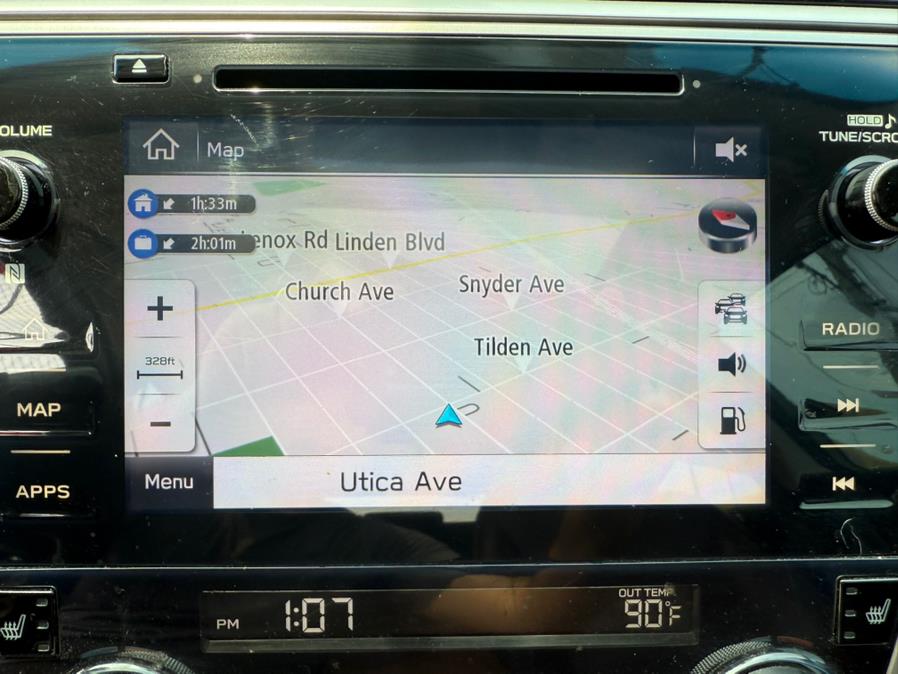 OLUME
HOLD
TUNE/SCRO
Map
1h:33m
2h:01m
enox Rd Linden Blvd
Church Ave
Snyder Ave
Tilden Ave
328ft
RADIO
MAP
APPS
Menu
Utica Ave
PM 1:07
OUT TEMP
90°F